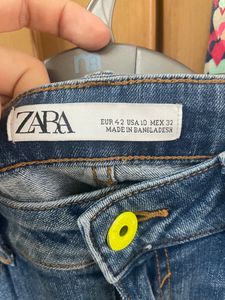 ZARA
EUR 42 USA 10 MEX 32
MADE IN BANGLADESH